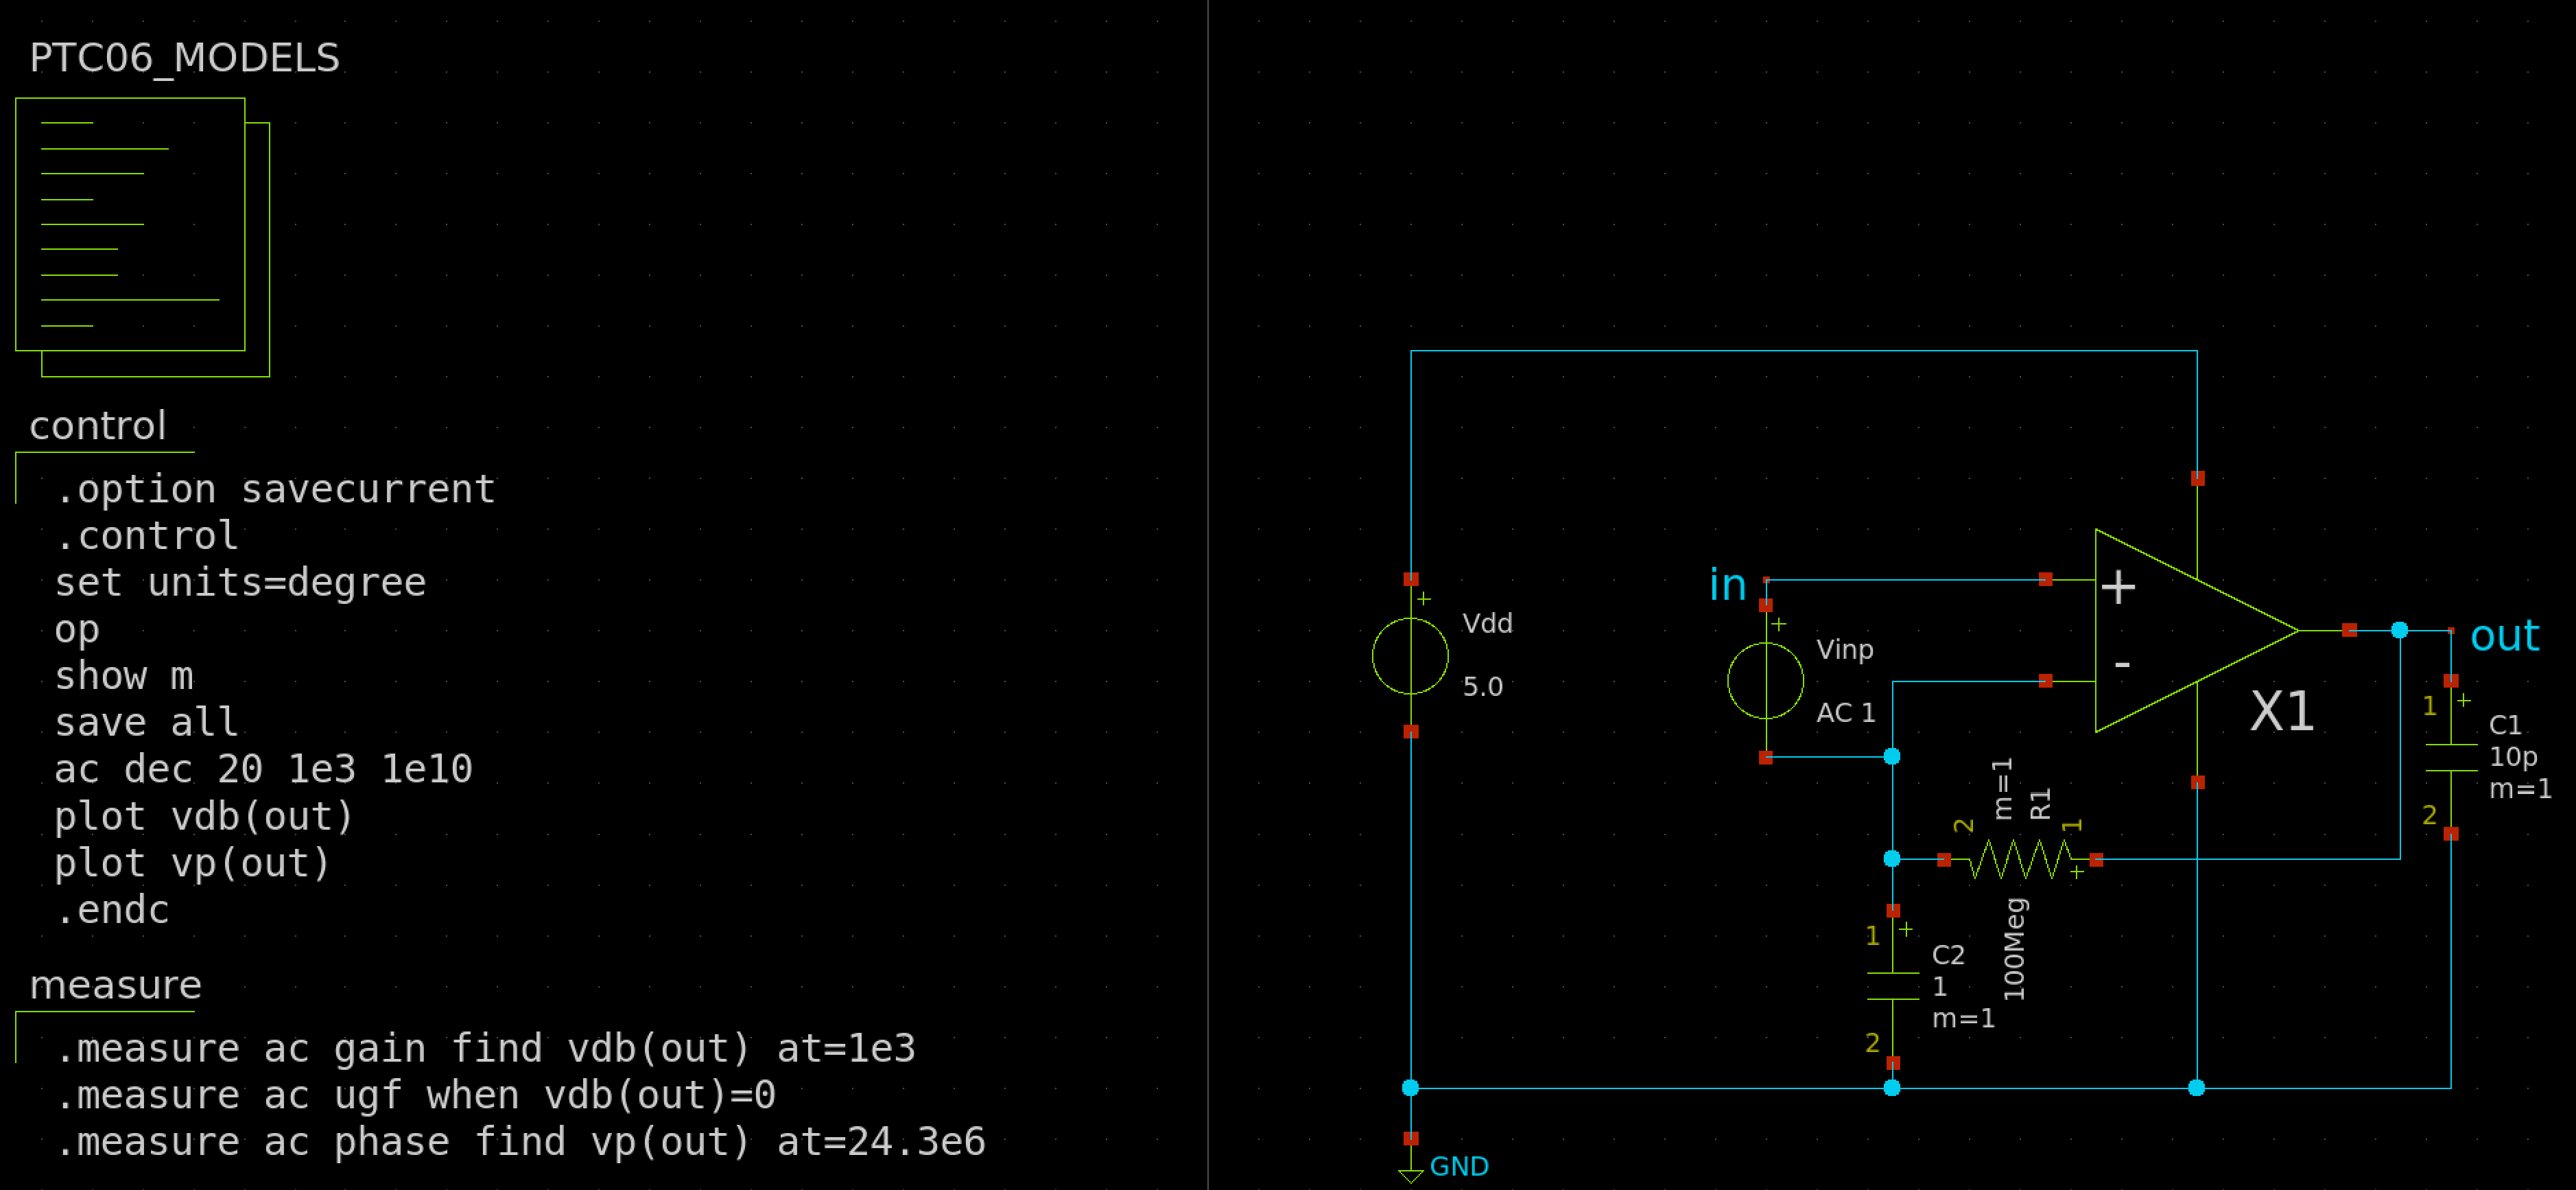 PTC06_MODELS
control
.option savecurrent
.control
set units=degree
op
show m
save all
ac dec 20 1e3 1e10
plot vdb(out)
plot vp(out)
.endc
measure
.measure ac gain find vdb(out) at=1e3
.measure ac ugf when vdb(out)=0
.measure ac phase find vp(out) at=24.3e6
+
Vdd
5.0
in
+
Vinp
AC 1
+
-
X1
out
1
+
C1
10p
m=1
2
2
m=1
R1
1
+
100Meg
1
+
C2
1
m=1
2
GND